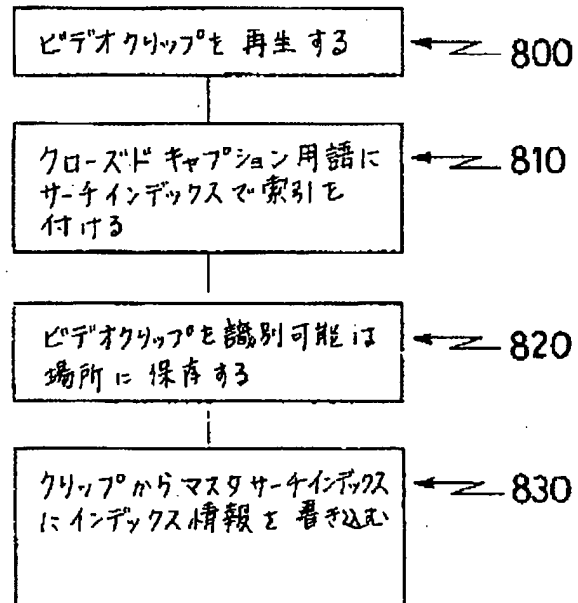 ビデオクリップを 再生する
800
クローズド キャプション用語に
サーチインデックスで索引を
付ける
810
ビデオクリップを識別可能は
場所に 保存する
820
クリップからマスタサーチインデックス
にインデックス情報を 書き込む
830